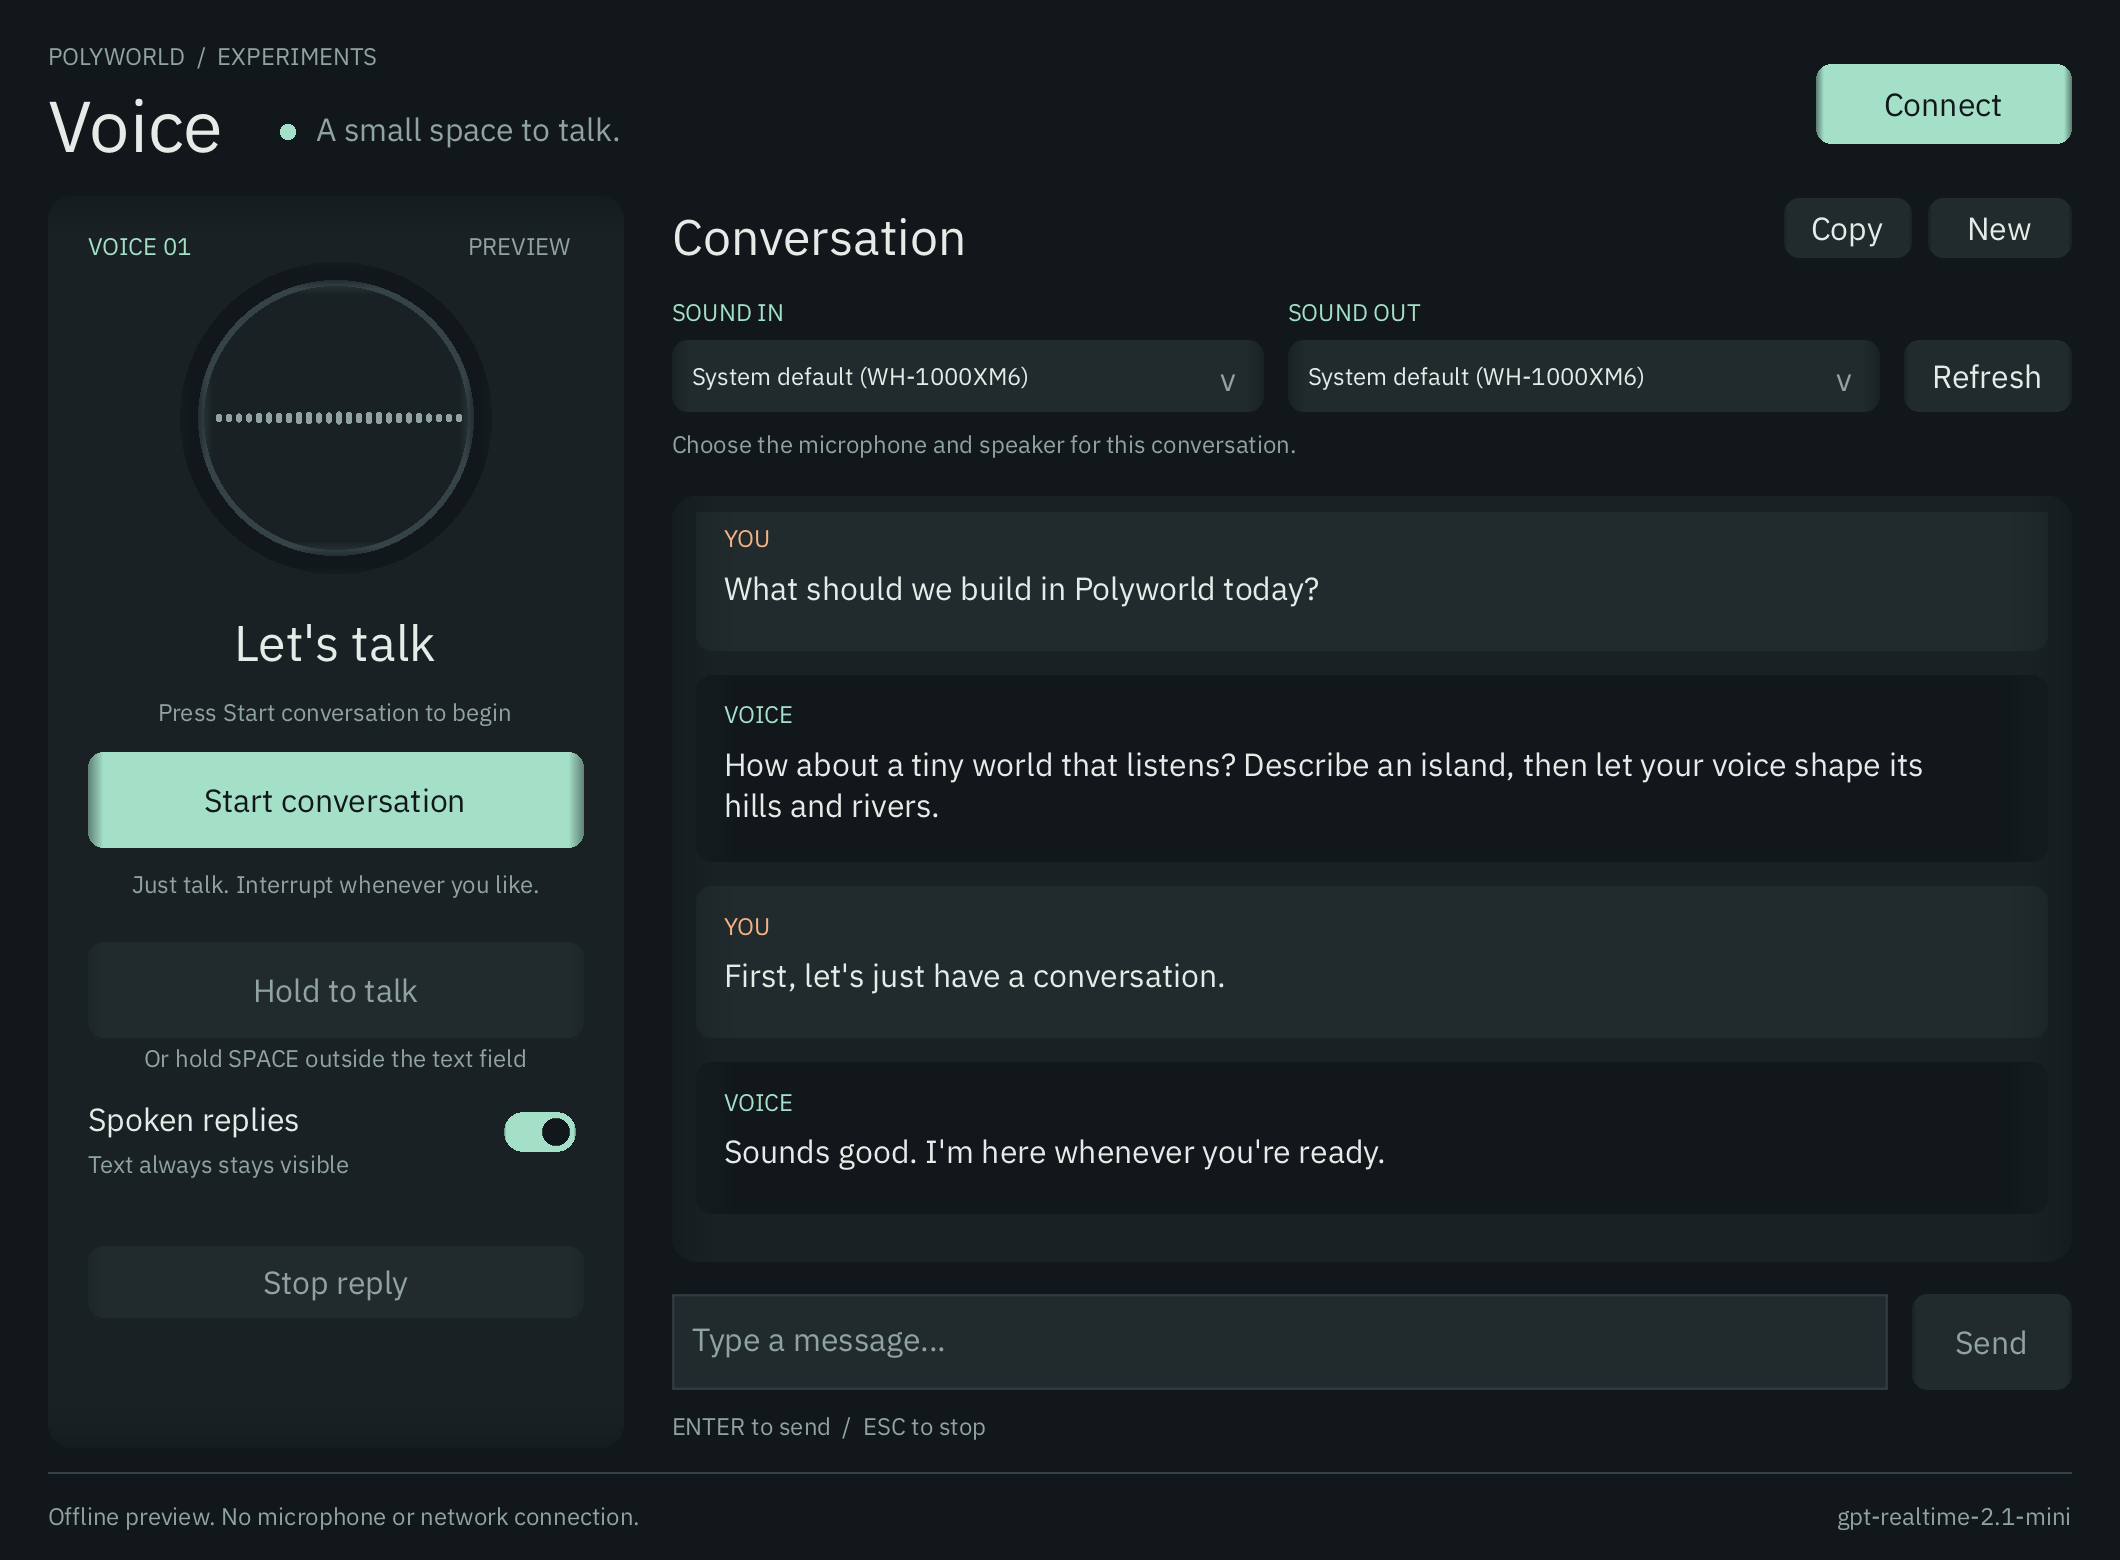 POLYWORLD / EXPERIMENTS
Voice
A small space to talk.
Connect
VOICE 01
PREVIEW
Let's talk
Press Start conversation to begin
Start conversation
Just talk. Interrupt whenever you like.
Hold to talk
Or hold SPACE outside the text field
Spoken replies
Text always stays visible
Stop reply
Conversation
Copy
New
SOUND IN
SOUND OUT
System default (WH-1000XM6) v
System default (WH-1000XM6) v
Refresh
Choose the microphone and speaker for this conversation.
YOU
What should we build in Polyworld today?
VOICE
How about a tiny world that listens? Describe an island, then let your voice shape its
hills and rivers.
YOU
First, let's just have a conversation.
VOICE
Sounds good. I'm here whenever you're ready.
Type a message...
Send
ENTER to send / ESC to stop
Offline preview. No microphone or network connection.
gpt-realtime-2.1-mini